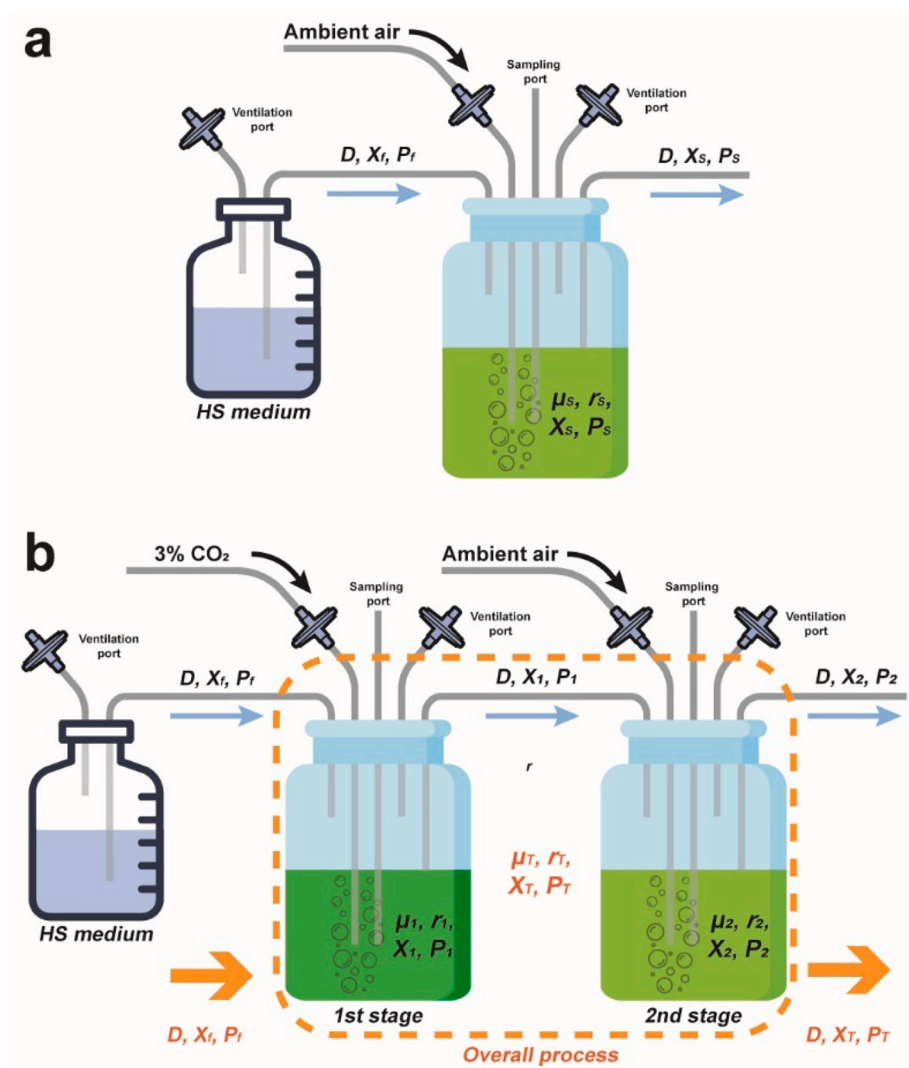 a
Ambient air
Sampling
port
Ventilation
port
Ventilation
port
D, Xf, Pf
D, XS, PS
HS medium
μS, rS,
XS, PS
b
3% CO₂
Ambient air
Sampling
port
Sampling
port
Ventilation
port
Ventilation
port
Ventilation
port
D, Xf, Pf
D, X1, P1
D, X2, P2
r
μT, rT,
XT, PT
μ1, r1,
X1, P1
μ2, r2,
X2, P2
HS medium
1st stage
2nd stage
D, Xf, Pf
D, XT, PT
Overall process